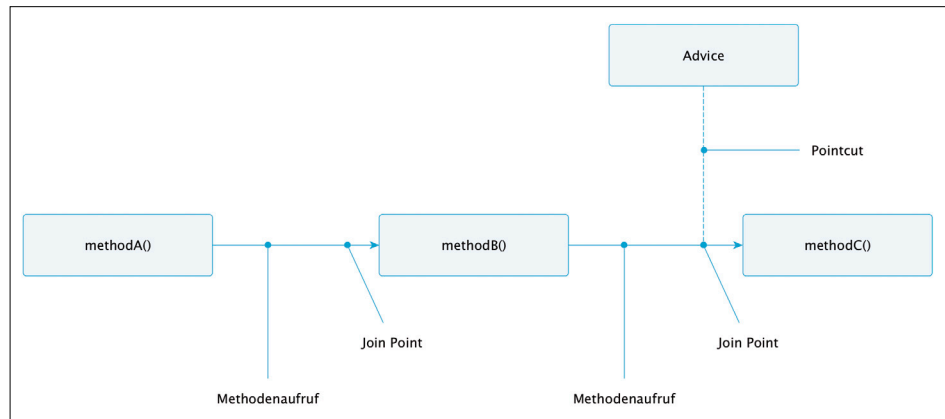 Advice
Pointcut
methodA()
methodB()
methodC()
Join Point
Join Point
Methodenaufruf
Methodenaufruf